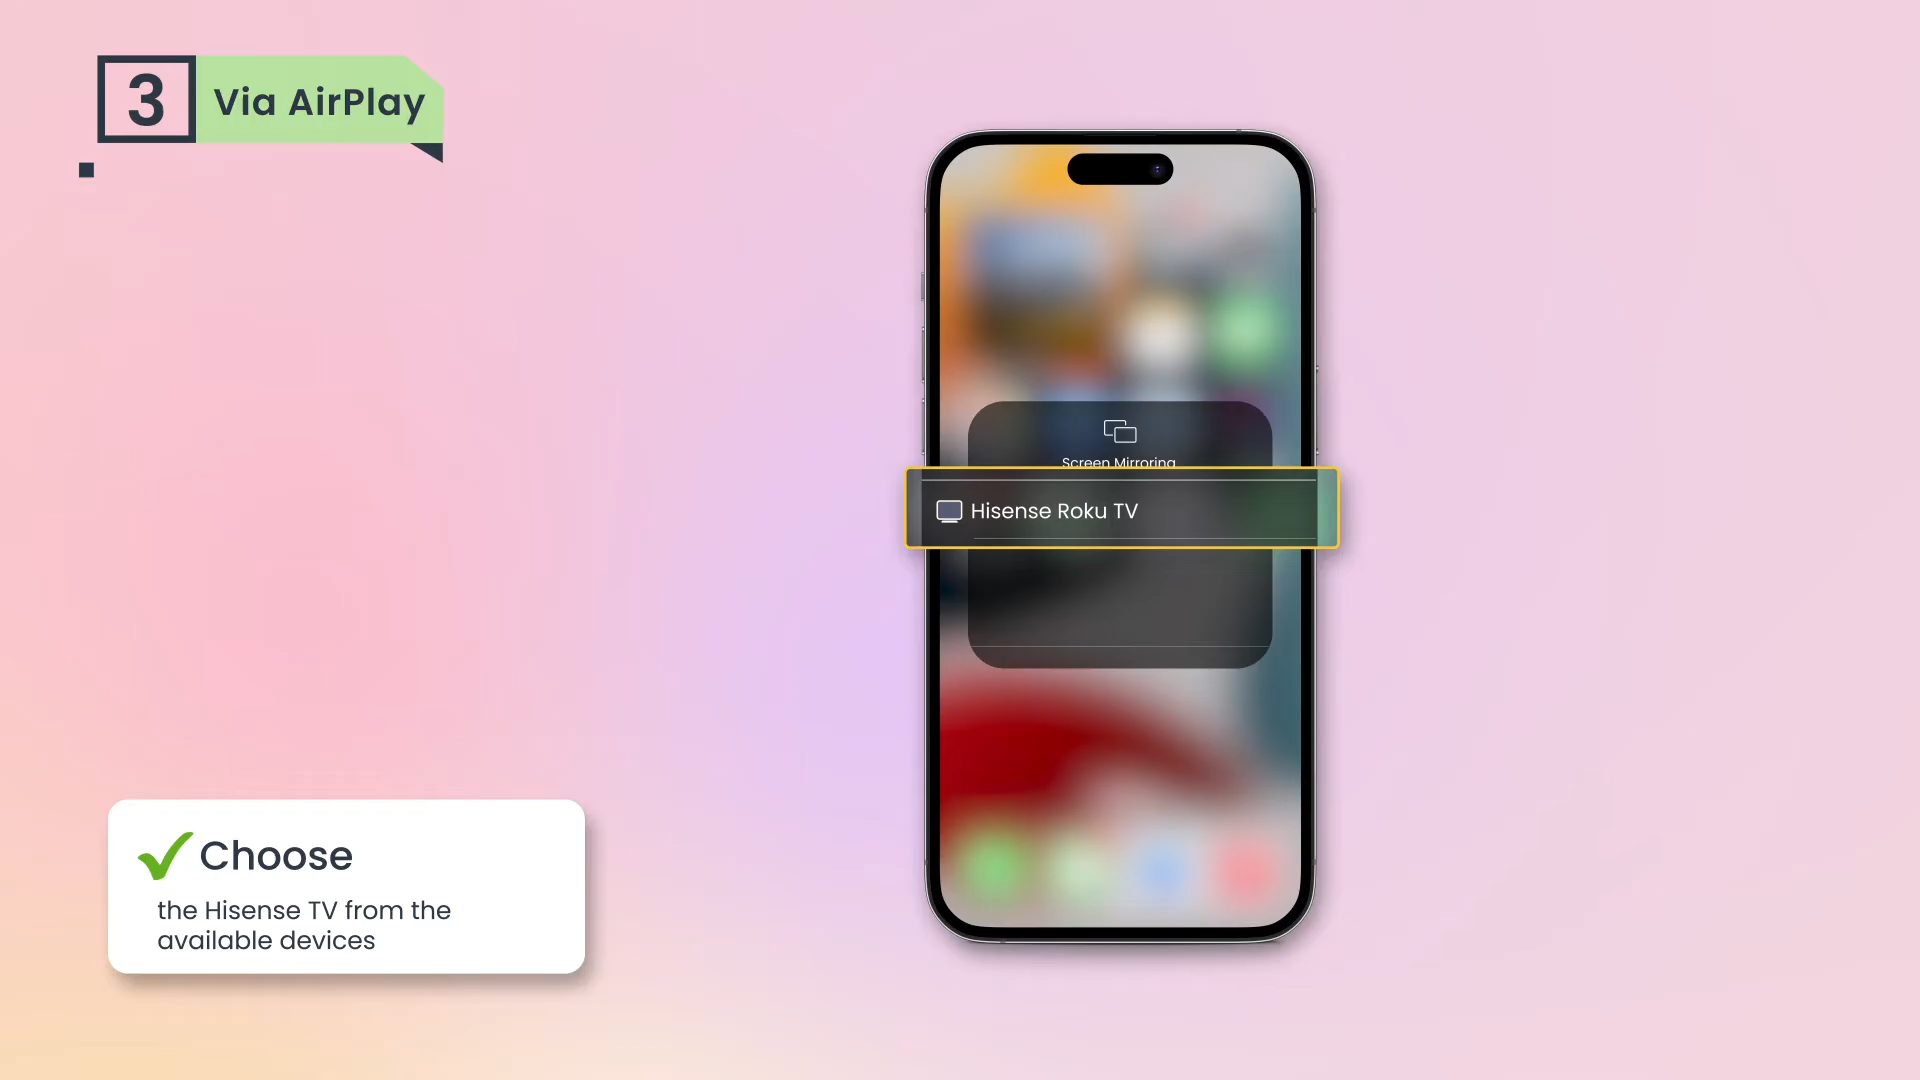 3
Via AirPlay
Screen Mirroring
Hisense Roku TV
Choose
the Hisense TV from the
available devices